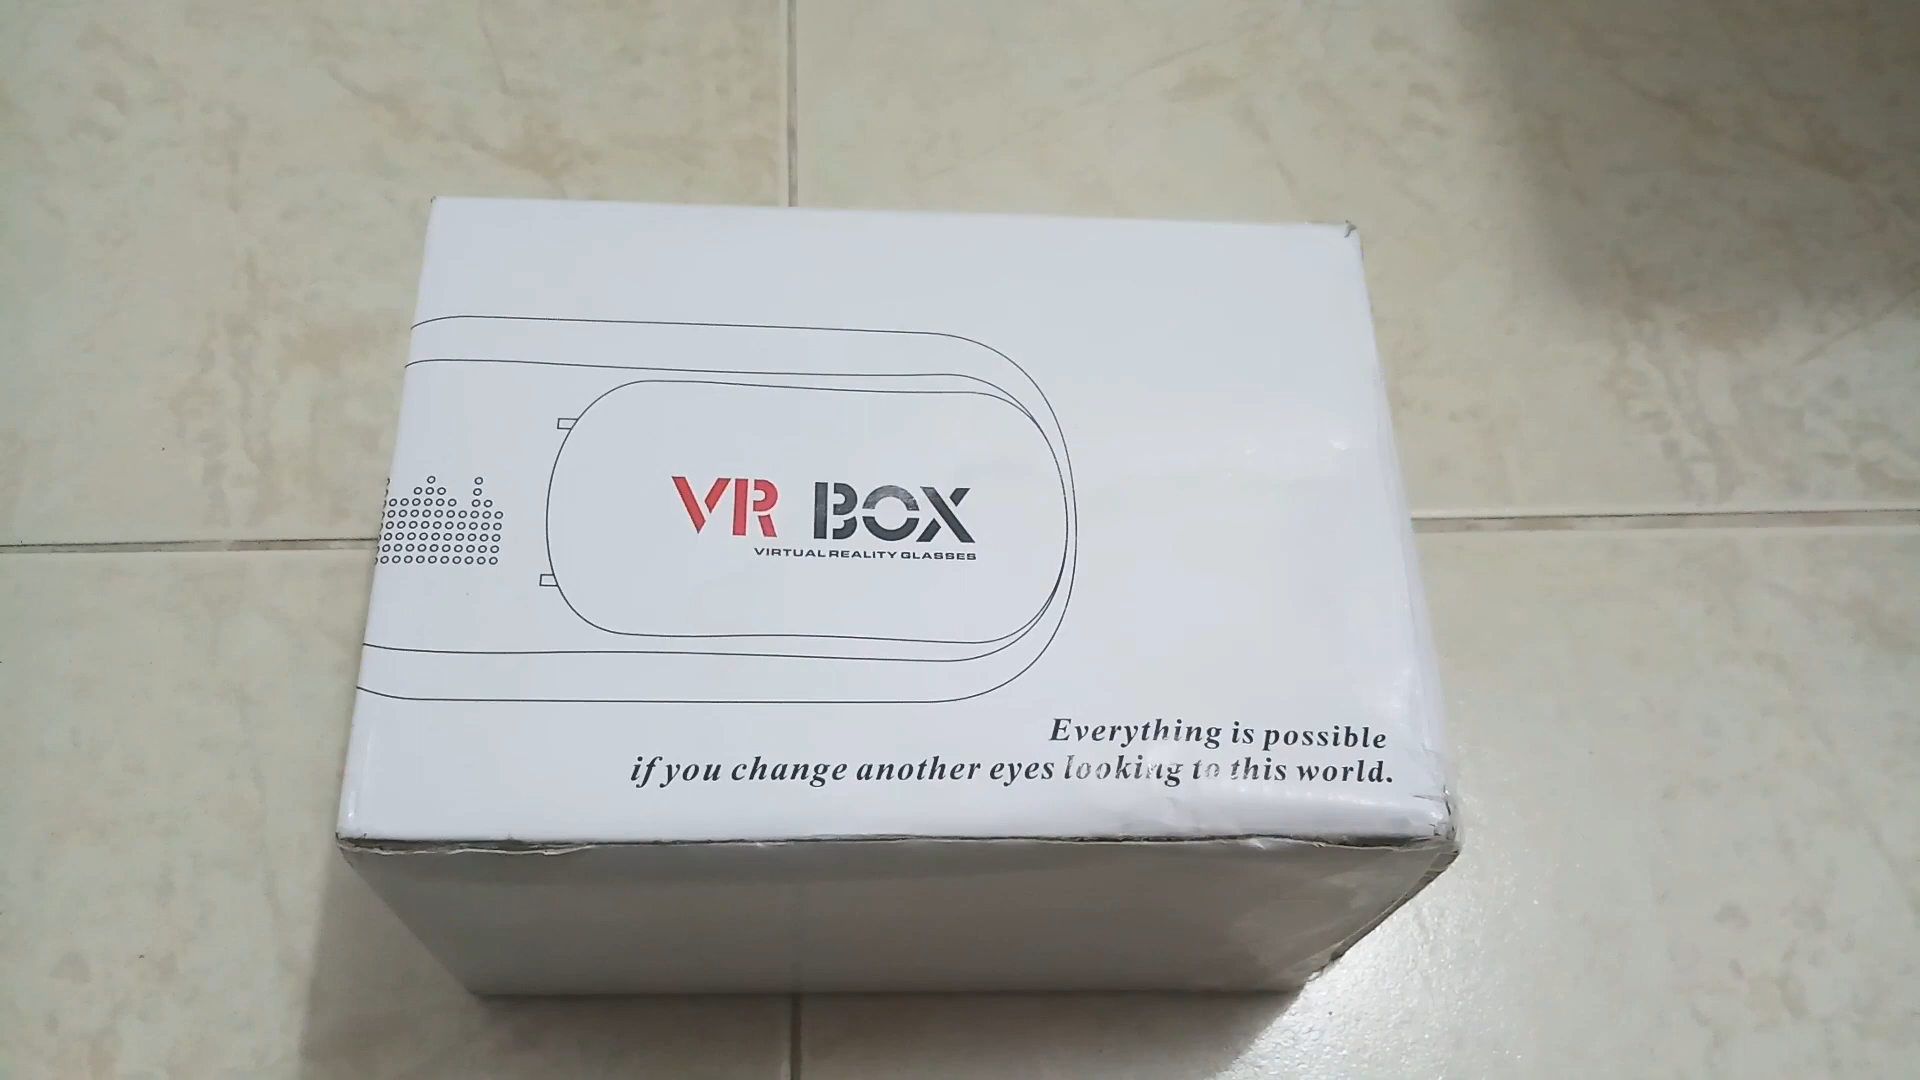 VR BOX
VIRTUAL REALITY GLASSES
Everything is possible
if you change another eyes looking to this world.